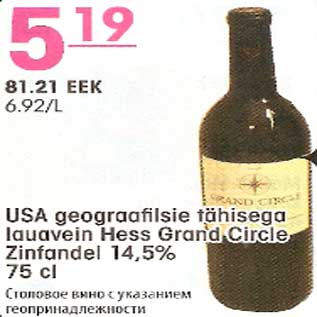 5 19
81.21 EEK
6.92/L
GRAND CIRCLE
USA geograafilsie tähisega
lauavein Hess Grand Circle
Zinfandel 14,5%
75 cl
Столовое вино с указанием
геопринадлежности